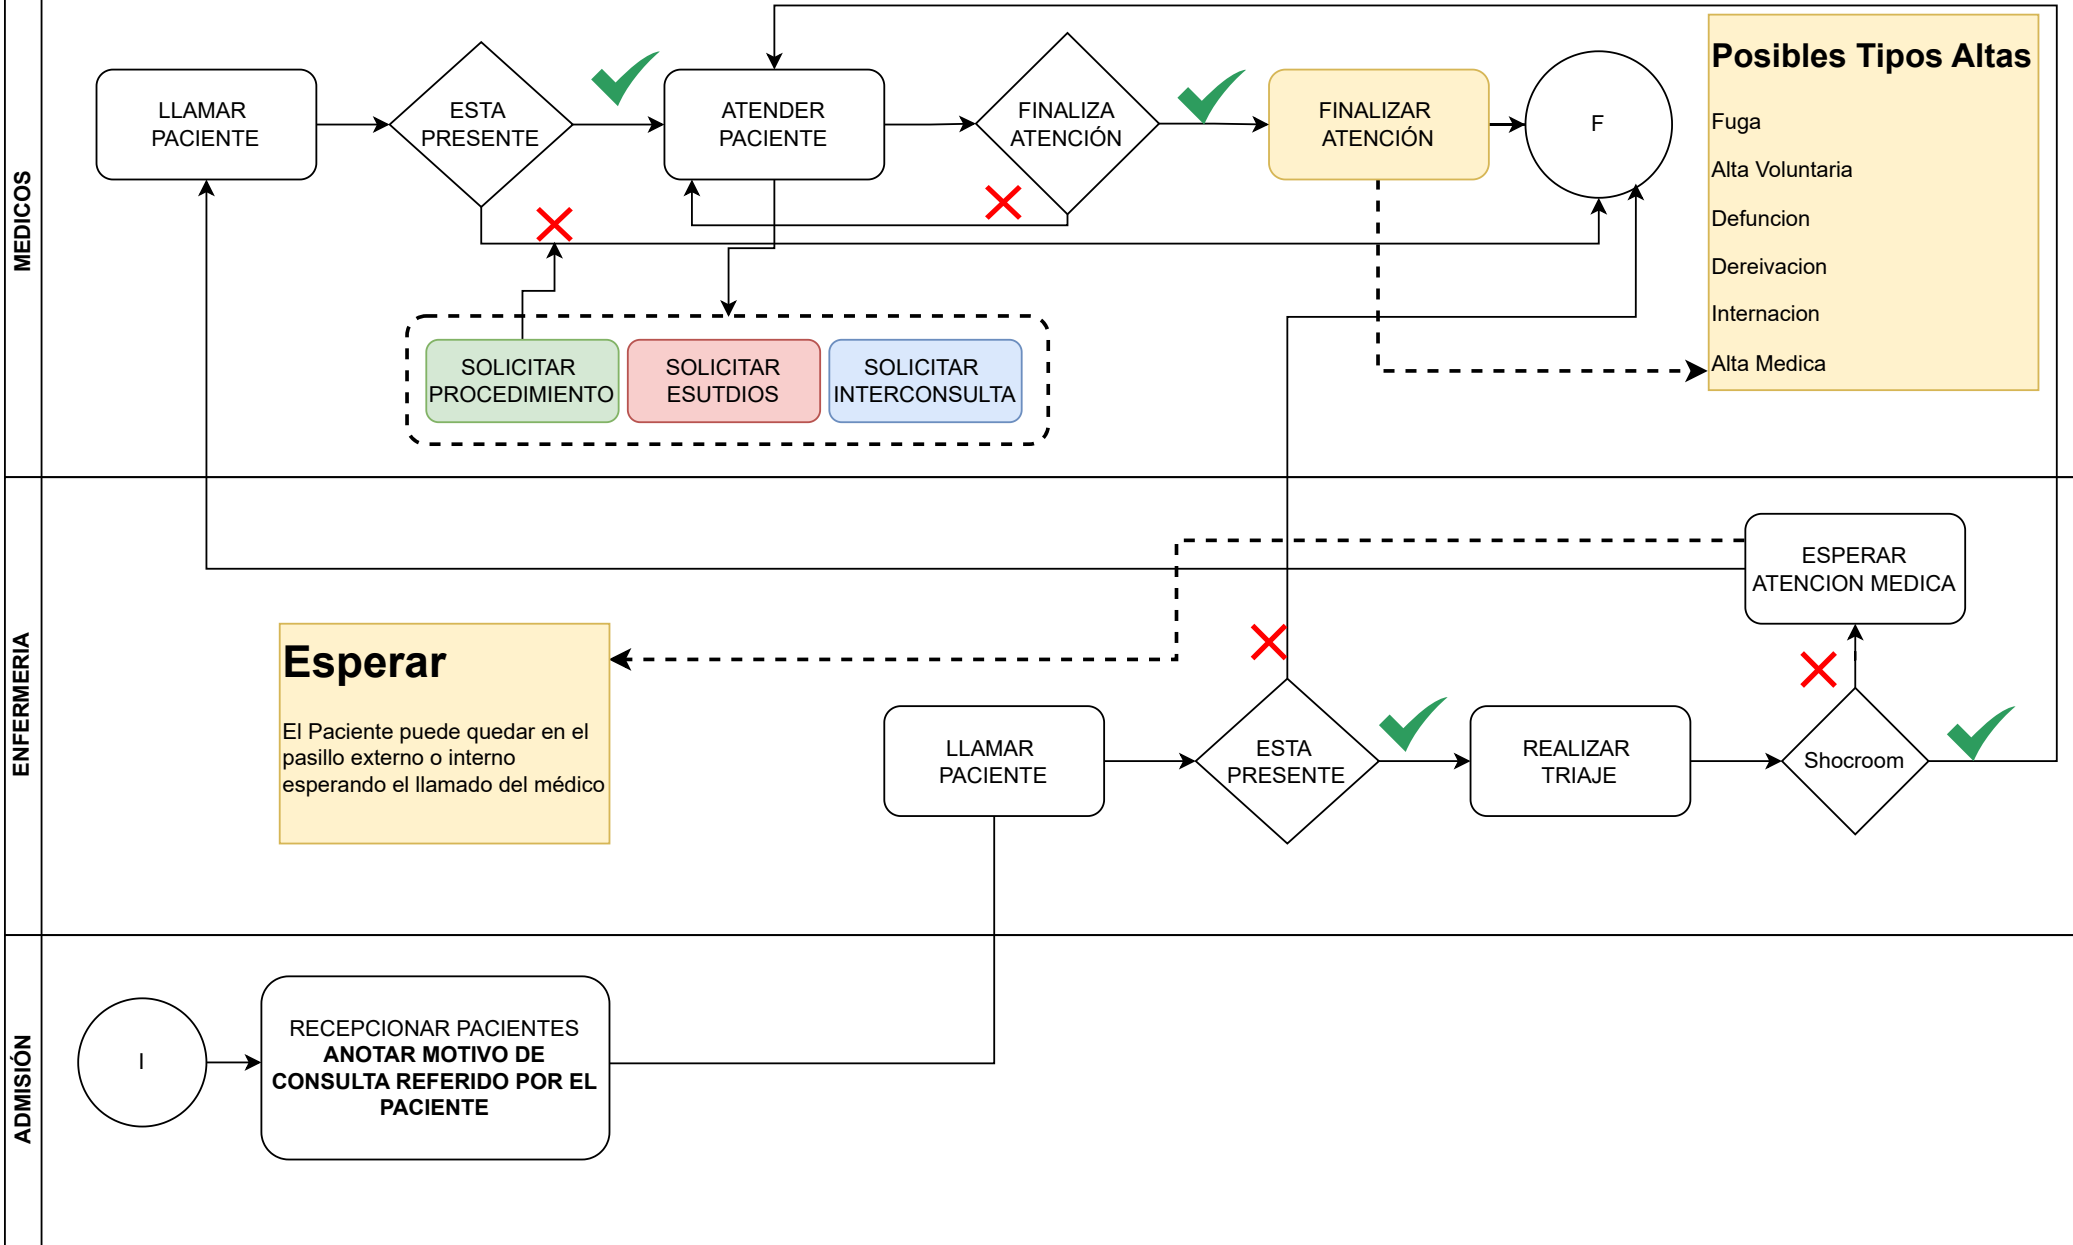 MEDICOS
LLAMAR
PACIENTE
ESTA
PRESENTE
ATENDER
PACIENTE
FINALIZA
ATENCIÓN
FINALIZAR
ATENCIÓN
F
Posibles Tipos Altas
Fuga
Alta Voluntaria
Defuncion
Dereivacion
Internacion
Alta Medica
SOLICITAR
PROCEDIMIENTO
SOLICITAR
ESUTDIOS
SOLICITAR
INTERCONSULTA
ENFERMERIA
ESPERAR
ATENCION MEDICA
Esperar
El Paciente puede quedar en el
pasillo externo o interno
esperando el llamado del médico
LLAMAR
PACIENTE
ESTA
PRESENTE
REALIZAR
TRIAJE
Shocroom
ADMISIÓN
I
RECEPCIONAR PACIENTES
ANOTAR MOTIVO DE
CONSULTA REFERIDO POR EL
PACIENTE